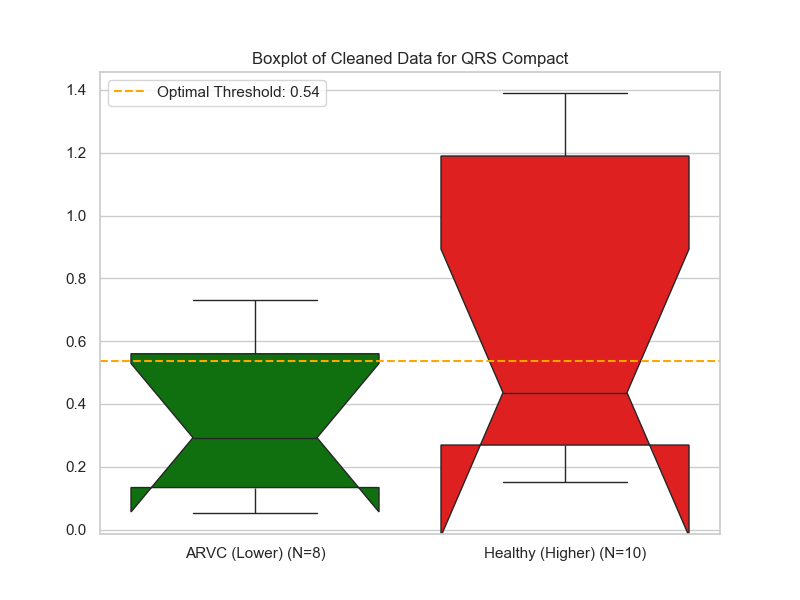 Boxplot of Cleaned Data for QRS Compact
Optimal Threshold: 0.54
1.4
1.2
1.0
0.8
0.6
0.4
0.2
0.0
ARVC (Lower) (N=8)
Healthy (Higher) (N=10)